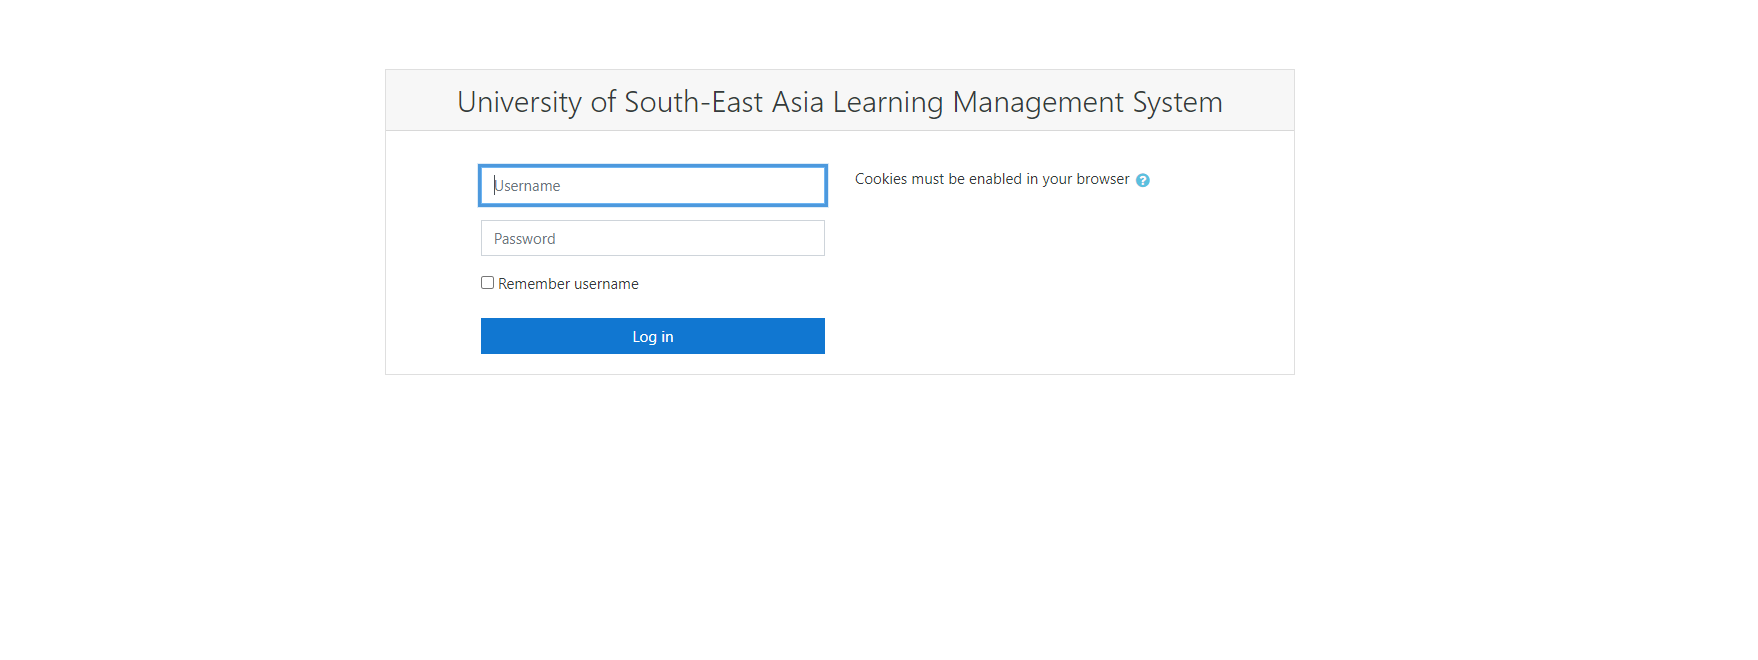 University of South-East Asia Learning Management System
Username
Cookies must be enabled in your browser
Password
Remember username
Log in